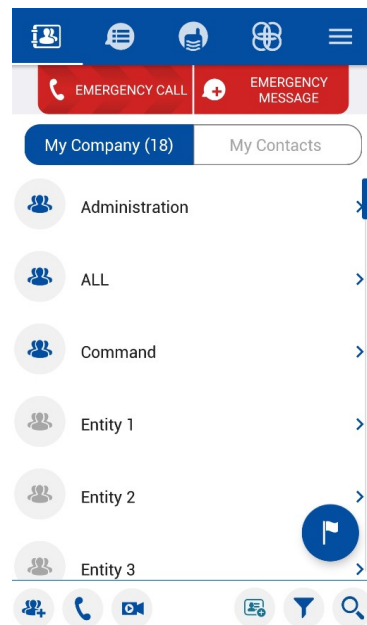 EMERGENCY CALL
EMERGENCY
MESSAGE
My Company (18)
My Contacts
Administration
ALL
Command
Entity 1
Entity 2
Entity 3